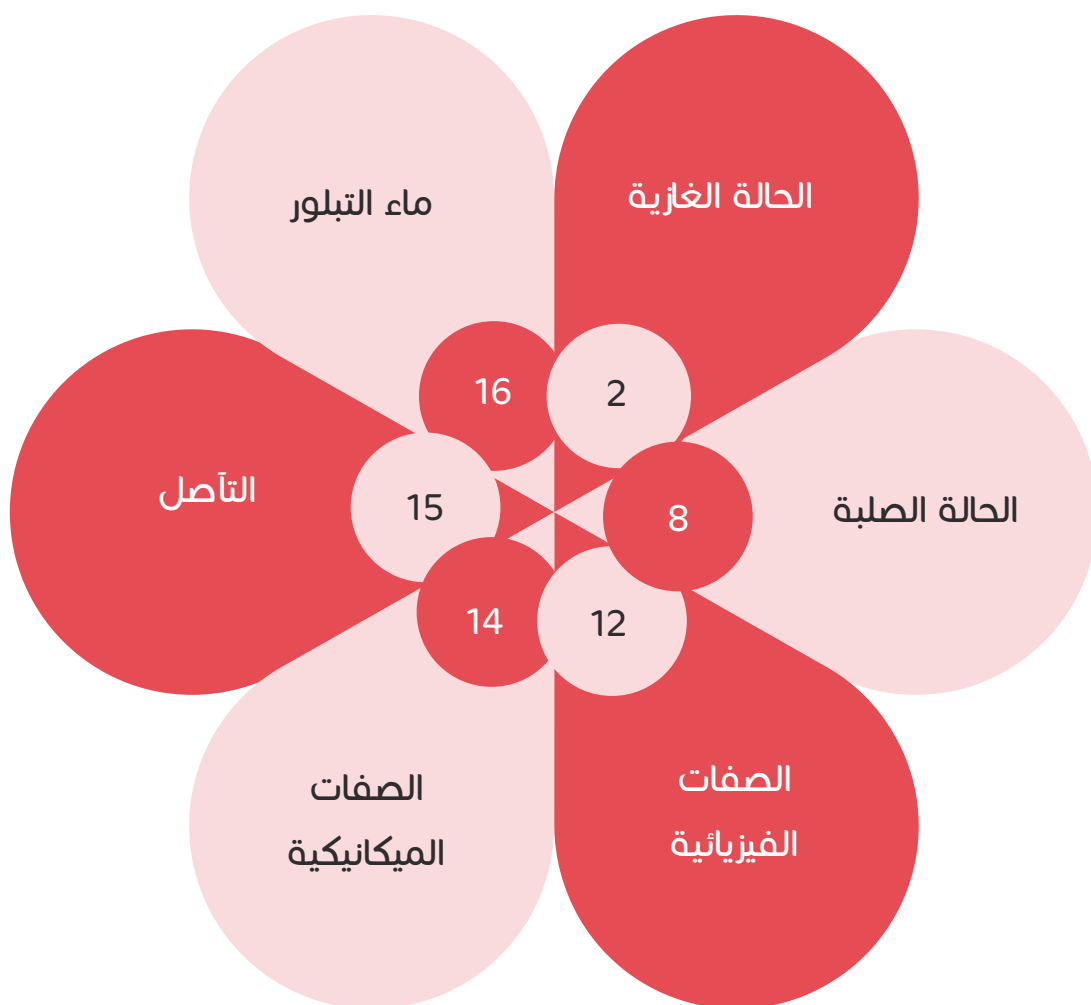 الحالة الغازية
2
الحالة الصلبة
8
الصفات
الفيزيائية
12
الصفات
الميكانيكية
14
التآصل
15
ماء التبلور
16